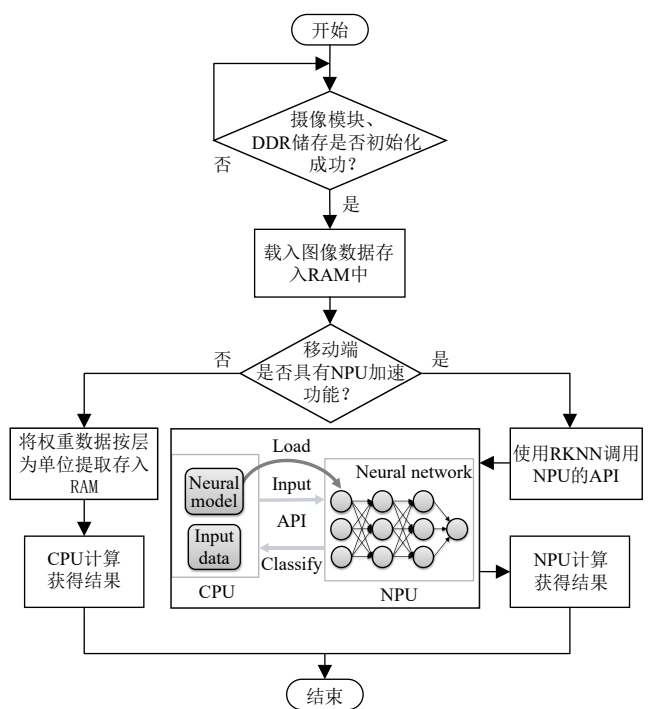 开始
摄像模块、
DDR储存是否初始化
成功？
否
是
载入图像数据存
入RAM中
移动端
是否具有NPU加速
功能？
否
是
将权重数据按层
为单位提取存入
RAM
CPU计算
获得结果
Load
Neural
model
Input
API
Input
data
Classify
CPU
Neural network
NPU
使用RKNN调用
NPU的API
NPU计算
获得结果
结束